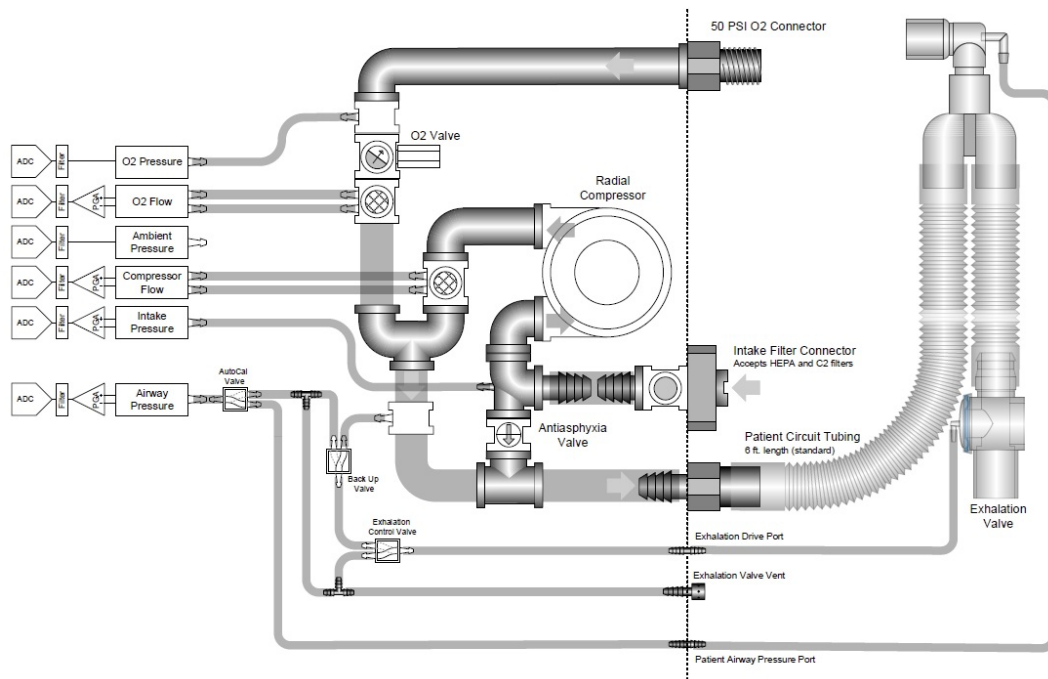 50 PSI O2 Connector
O2 Valve
ADC
Filter
O2 Pressure
ADC
Filter
PGA
O2 Flow
Radial
Compressor
ADC
Filter
Ambient
Pressure
ADC
Filter
PGA
Compressor
Flow
ADC
Filter
PGA
Intake
Pressure
Intake Filter Connector
Accepts HEPA and C2 filters
AutoCal
Valve
ADC
Filter
PGA
Airway
Pressure
Antiasphyxia
Valve
Patient Circuit Tubing
6 ft. length (standard)
Back Up
Valve
Exhalation
Valve
Exhalation
Control Valve
Exhalation Drive Port
Exhalation Valve Vent
Patient Airway Pressure Port